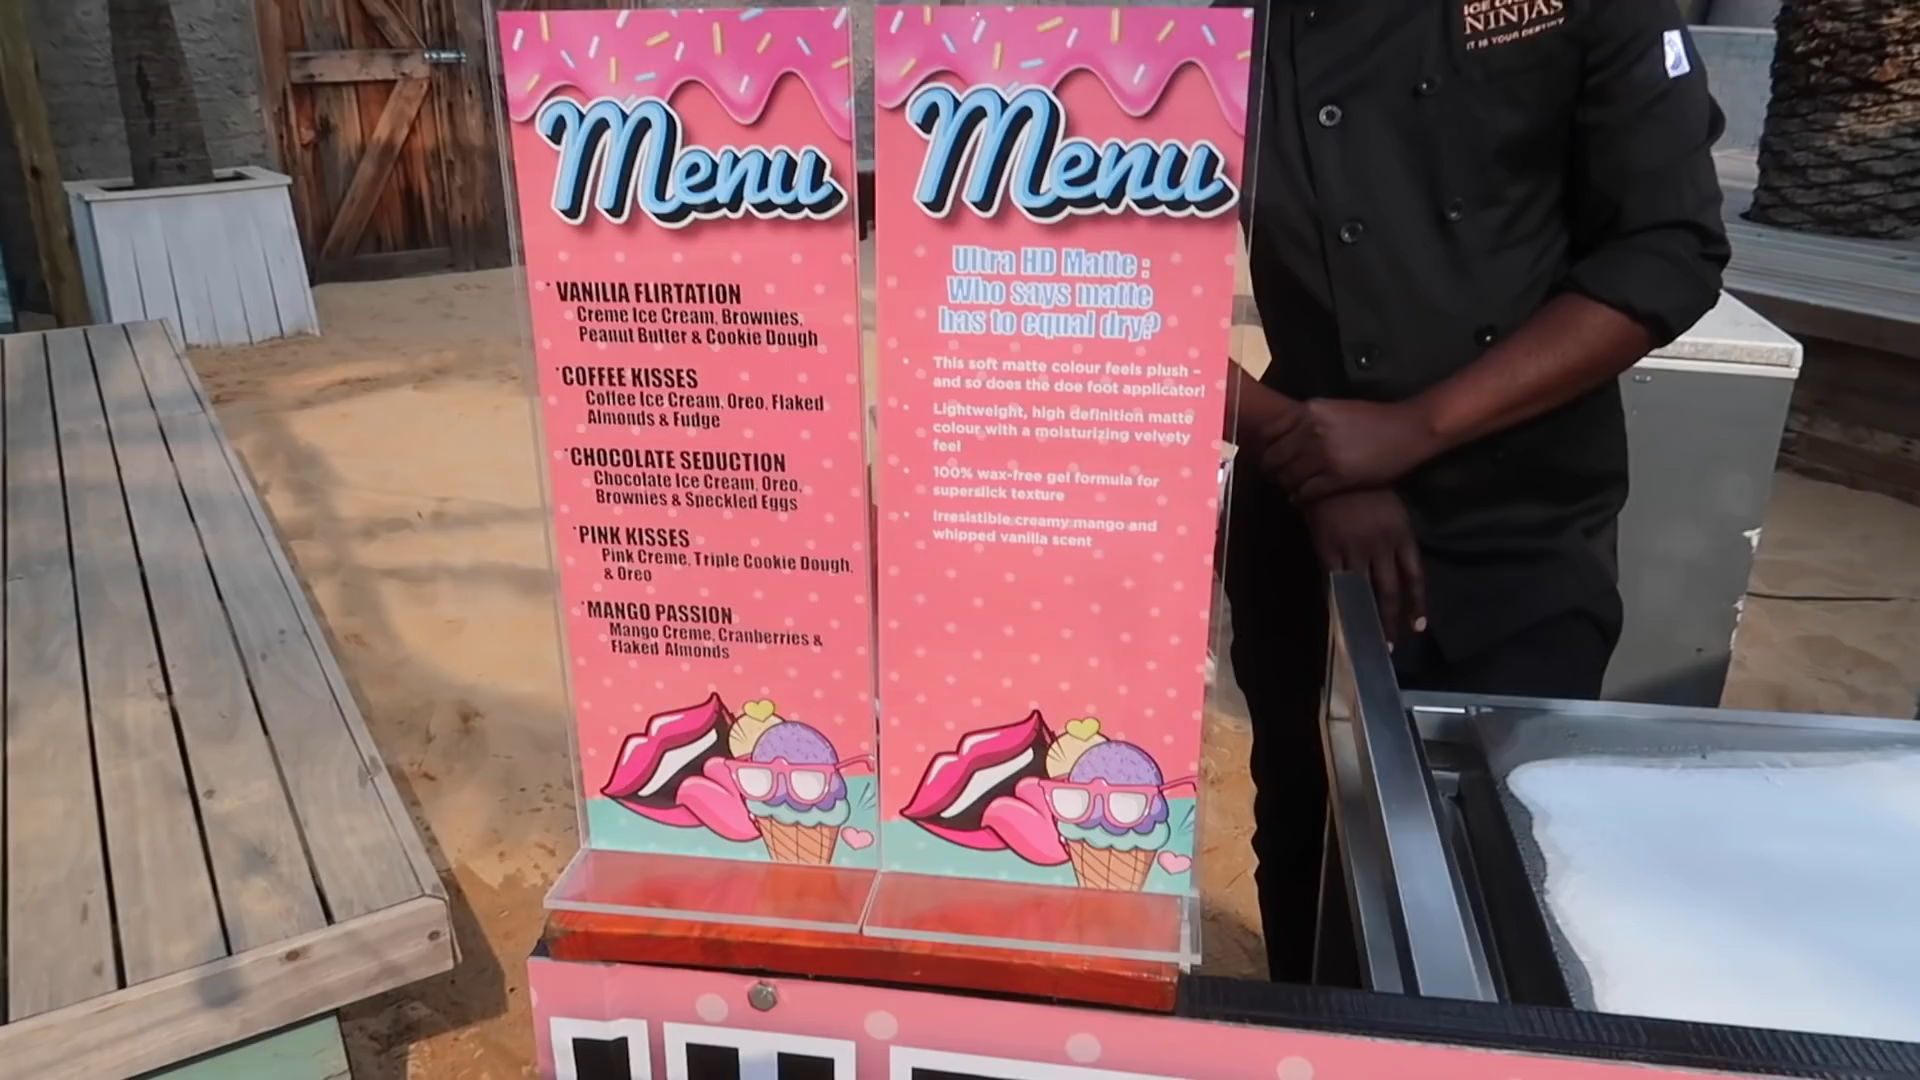 Menu
* VANILIA FLIRTATION
Creme Ice Cream, Brownies,
Peanut Butter & Cookie Dough
* COFFEE KISSES
Coffee Ice Cream, Oreo, Flaked
Almonds & Fudge
* CHOCOLATE SEDUCTION
Chocolate Ice Cream, Oreo,
Brownies & Speckled Eggs
* PINK KISSES
Pink Creme, Triple Cookie Dough,
& Oreo
* MANGO PASSION
Mango Creme, Cranberries &
Flaked Almonds
Menu
Ultra HD Matte :
Who says matte
has to equal dry?
• This soft matte colour feels plush –
and so does the doe foot applicator!
• Lightweight, high definition matte
colour with a moisturizing velvety
feel
• 100% wax-free gel formula for
superslick texture
• Irresistible creamy mango and
whipped vanilla scent
ICE
NINJAS
IT IS YOUR DESTINY